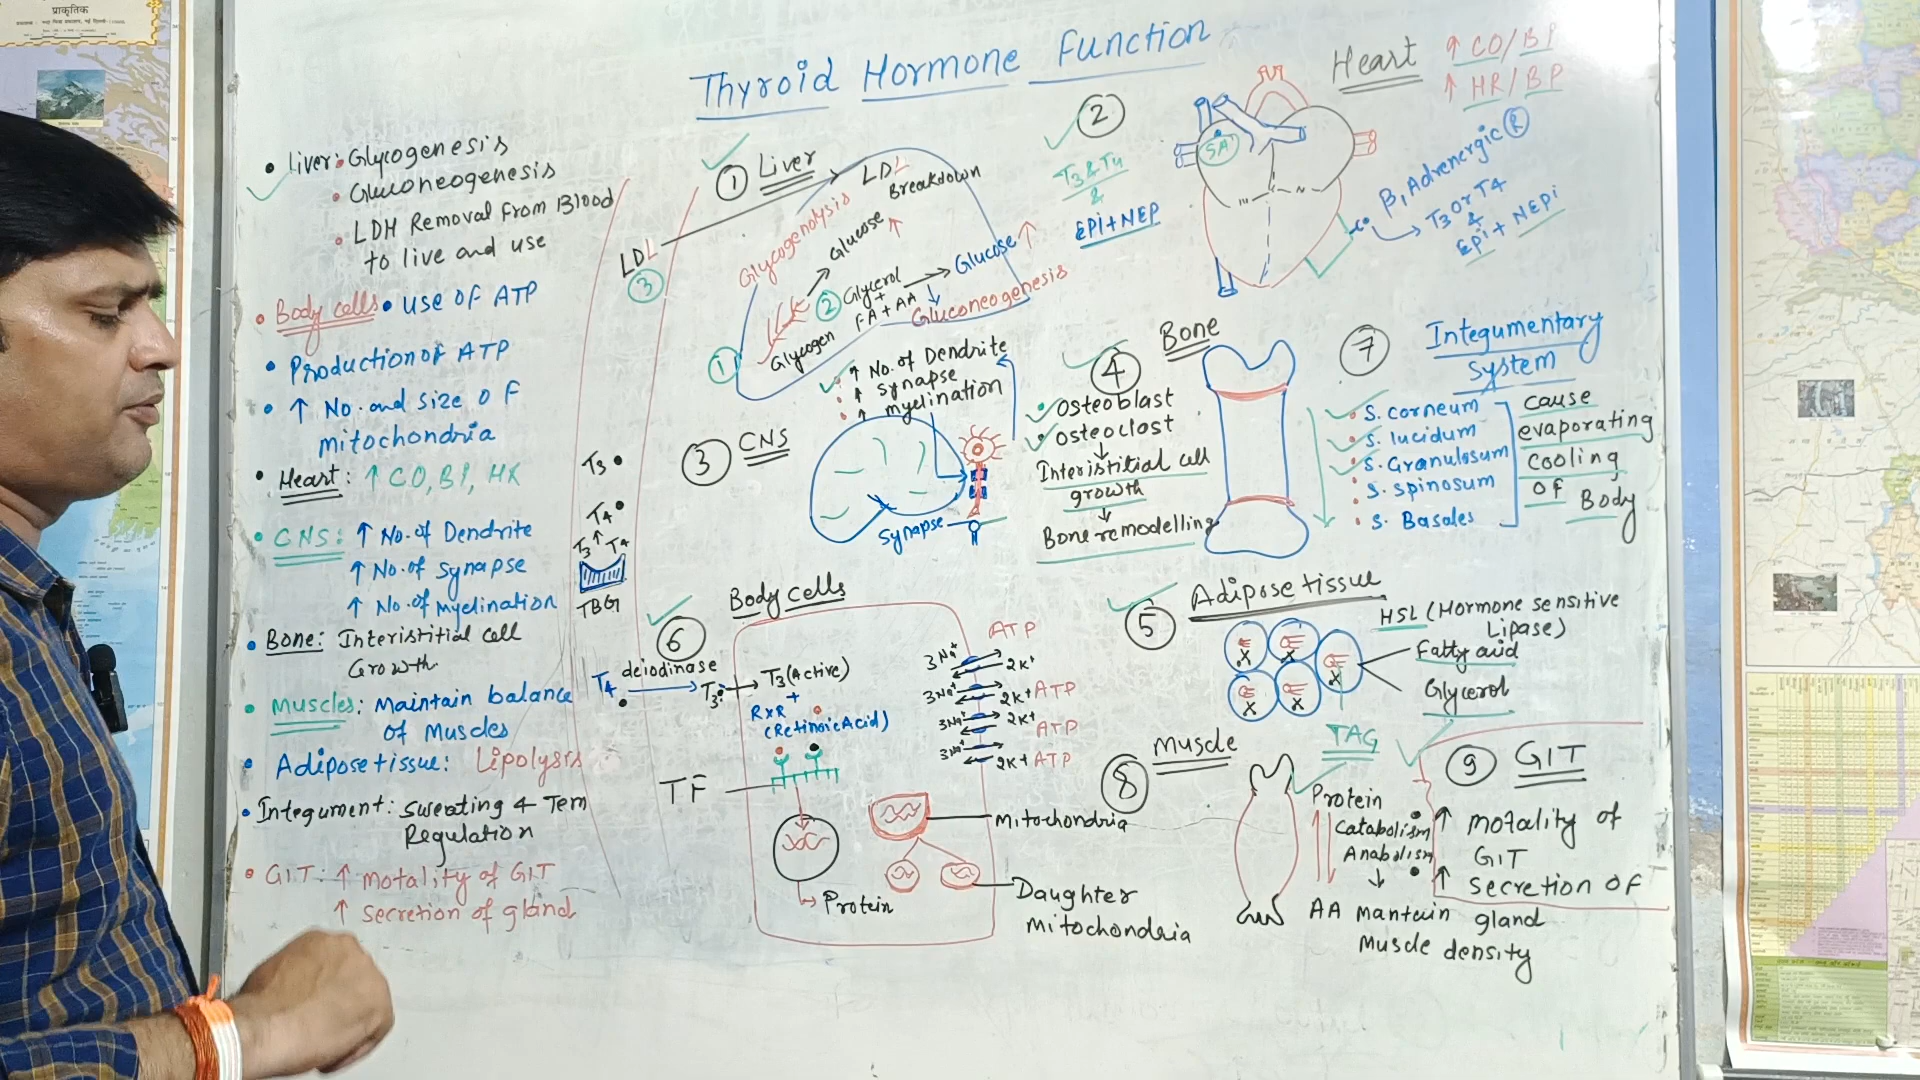 प्राकृतिक
Thyroid Hormone Function
• Liver: • Glycogenesis
• Gluconeogenesis
• LDH Removal From Blood
to live and use
• Body cells • use of ATP
• Production of ATP
• ↑ No. and size of
mitochondria
• Heart: ↑ CO, BP, HR
• CNS: ↑ No. of Dendrite
↑ No. of synapse
↑ No. of myelination
• Bone: Interistitial cell
Growth
• Muscles: Maintain balance
of Muscles
• Adipose tissue: Lipolysis
• Integument: Sweating & Tem
Regulation
• GIT: ↑ motality of GIT
↑ secretion of gland
T3 •
T4 •
T3 ↑ T4
TBG
① Liver
LDL
③
LDL
Breakdown
Glycogenolysis
Glucose ↑
② Glycerol
+
FA + AA
Glucose ↑
Gluconeogenesis
① Glycogen
②
T3 & T4
&
EPi + NEP
Heart
↑ CO/BP
↑ HR/BP
SA
β1 Adrenergic Ⓡ
T3 or T4
&
Epi + NEpi
③ CNS
↑ No. of Dendrite
↑ synapse
↑ myelination
synapse
④ Bone
• osteoblast
• osteoclast
↓
Interistitial cell
growth
↓
Bone remodelling
⑦ Integumentary
system
• S. corneum
• S. lucidum
• S. Granulosum
• S. spinosum
• S. Basales
cause
evaporating
cooling
of Body
⑥ Body cells
T4 deiodinase → T3 → T3 (Active)
+
RxR
(Retinoic Acid)
TF
Protein
ATP
3Na+ 2K+
3Na+ 2K+ ATP
3Na+ 2K+ ATP
3Na+ 2K+ ATP
Mitochondria
Daughter
mitochondria
⑤ Adipose tissue
HSL (Hormone sensitive
Lipase)
Fatty acid
Glycerol
TAG
⑧ Muscle
Protein
Catabolism
Anabolism
↓
AA mantain
Muscle density
⑨ GIT
↑ motality of
GIT
↑ secretion of
gland